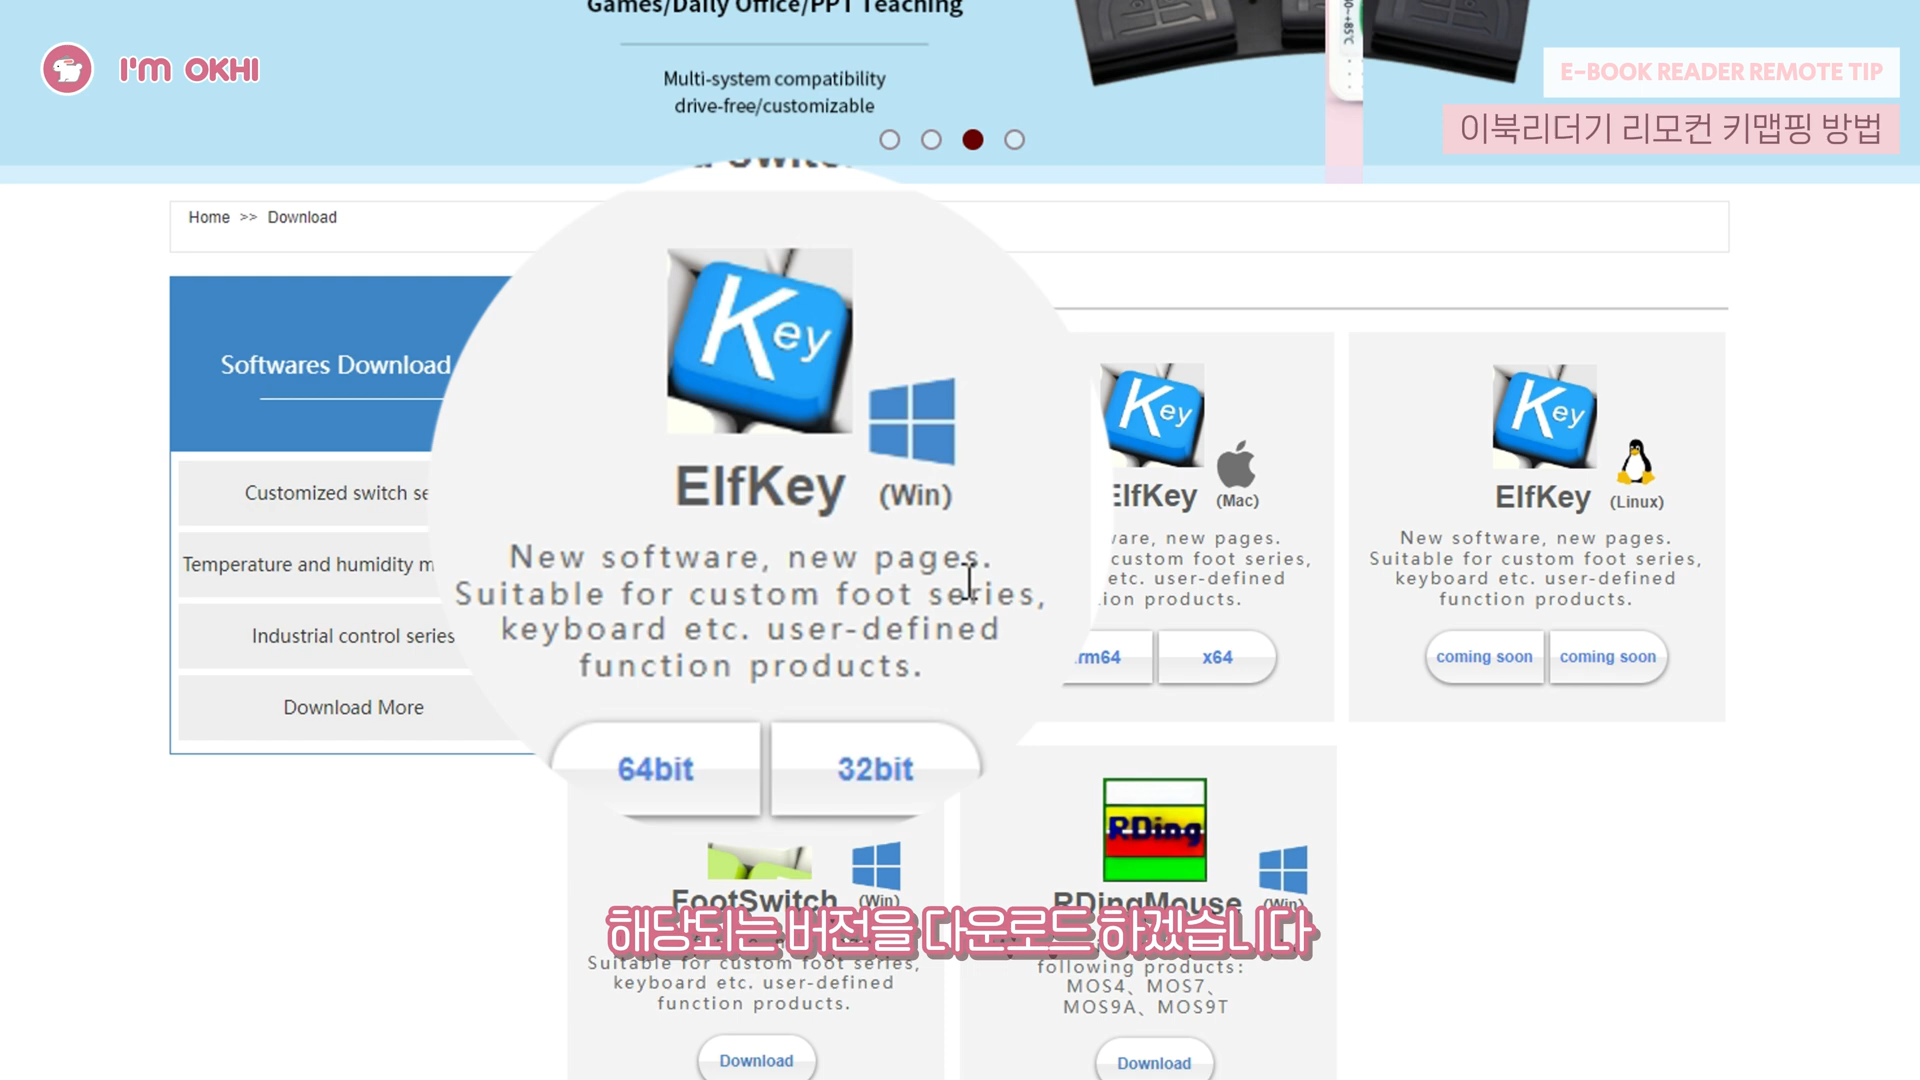 Games/Daily Office/PPT Teaching
Multi-system compatibility
drive-free/customizable
I'M OKHI
E-BOOK READER REMOTE TIP
이북리더기 리모컨 키맵핑 방법
Home >> Download
Softwares Download
Customized switch se
Temperature and humidity m
Industrial control series
Download More
Key
ElfKey (Win)
New software, new pages.
Suitable for custom foot series,
keyboard etc. user-defined
function products.
64bit
32bit
Key
ElfKey (Mac)
ware, new pages.
custom foot series,
etc. user-defined
ion products.
rm64
x64
Key
ElfKey (Linux)
New software, new pages.
Suitable for custom foot series,
keyboard etc. user-defined
function products.
coming soon
coming soon
FootSwitch (Win)
Suitable for custom foot series,
keyboard etc. user-defined
function products.
Download
RDing
RDingMouse (Win)
following products:
MOS4、MOS7、
MOS9A、MOS9T
Download
해당되는 버전을 다운로드 하겠습니다